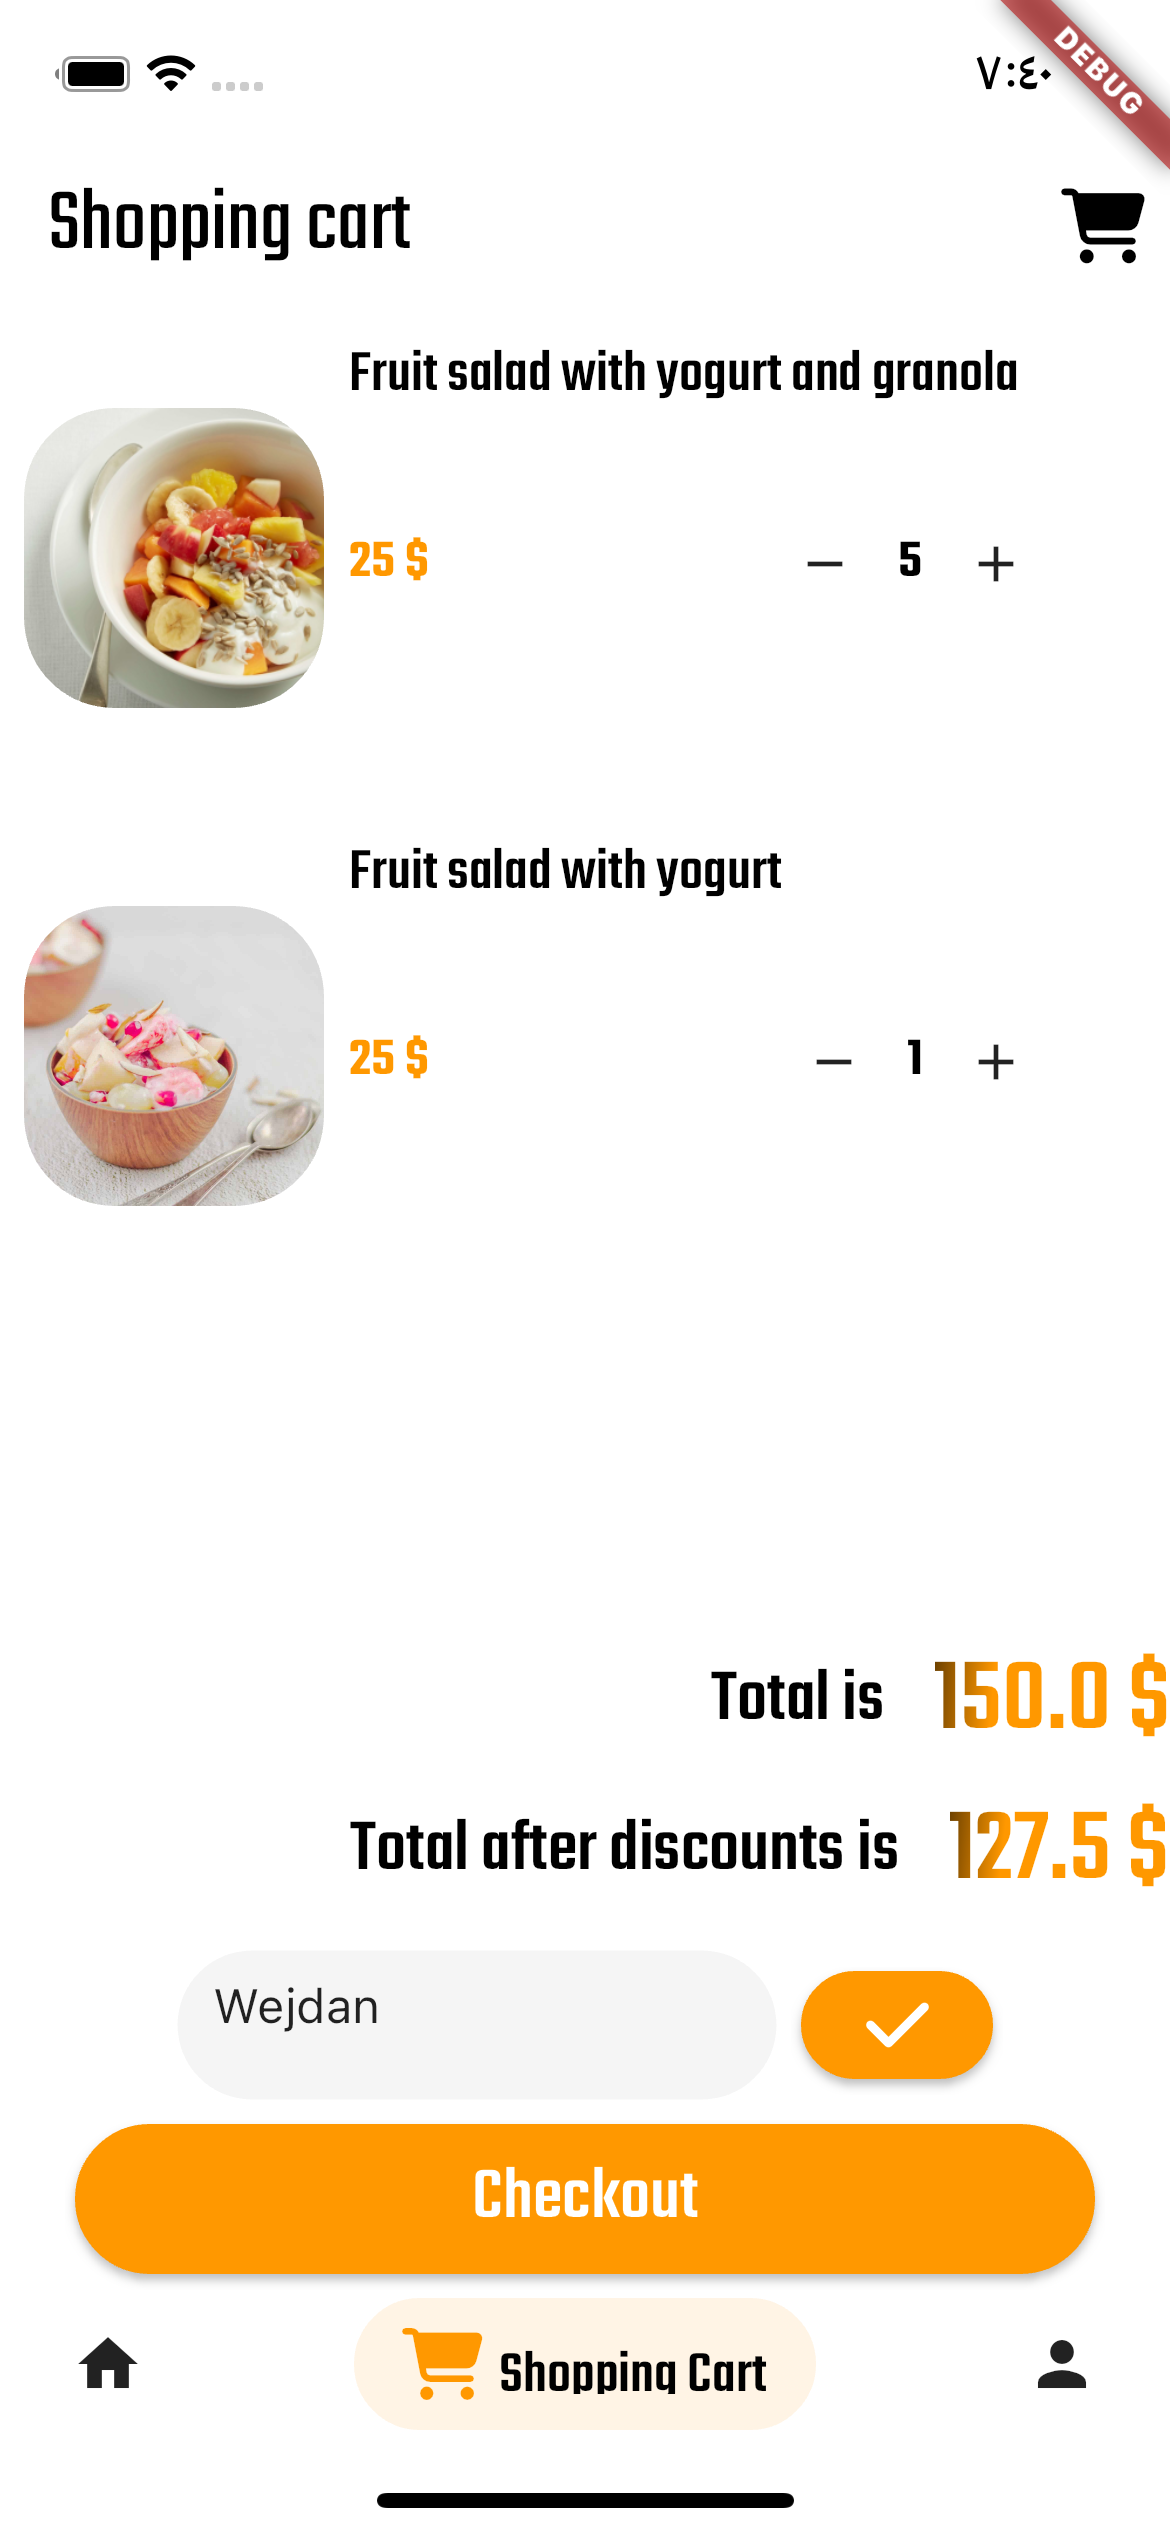 ٧:٤٠
DEBUG
Shopping cart
Fruit salad with yogurt and granola
25 $
5
Fruit salad with yogurt
25 $
1
Total is 150.0 $
Total after discounts is 127.5 $
Wejdan
Checkout
Shopping Cart